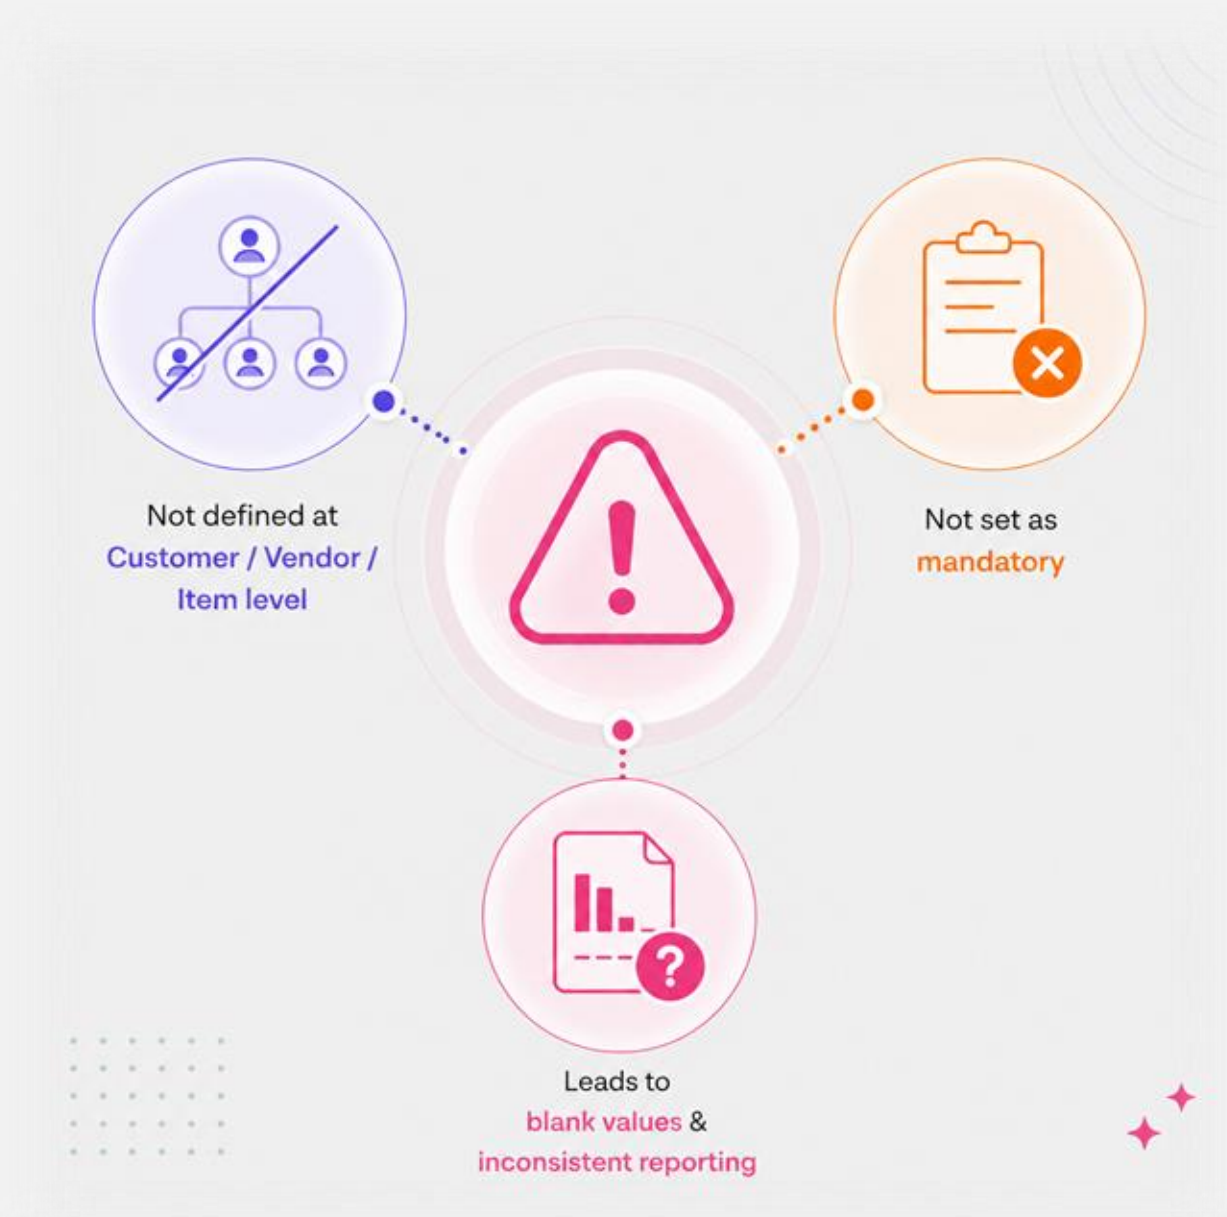 Not defined at
Customer / Vendor /
Item level
Not set as
mandatory
Leads to
blank values &
inconsistent reporting